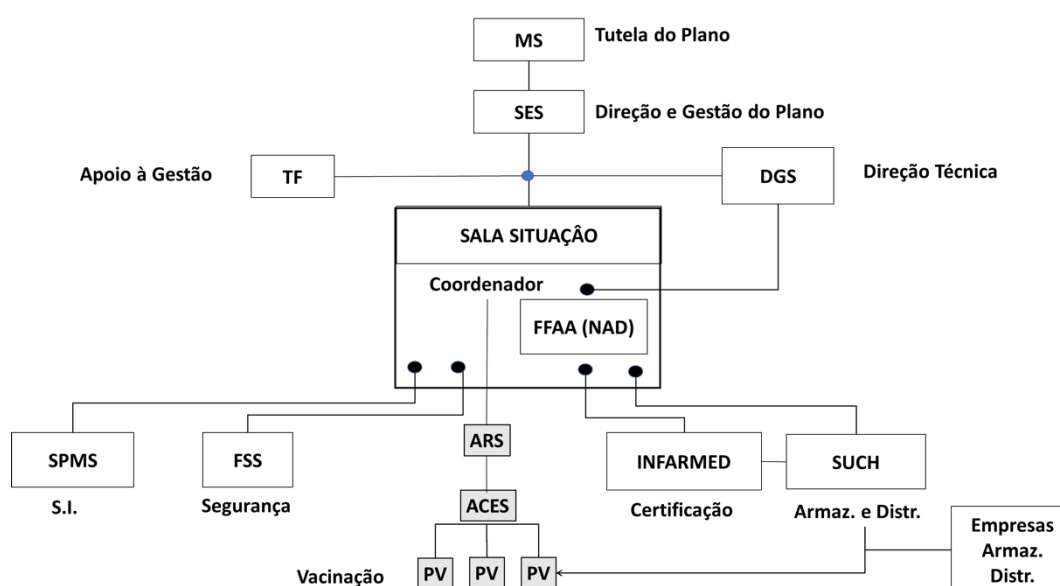 MS
Tutela do Plano
SES
Direção e Gestão do Plano
Apoio à Gestão
TF
DGS
Direção Técnica
SALA SITUAÇÂO
Coordenador
FFAA (NAD)
SPMS
FSS
ARS
INFARMED
SUCH
S.I.
Segurança
ACES
Certificação
Armaz. e Distr.
Empresas
Armaz.
Distr.
Vacinação
PV
PV
PV